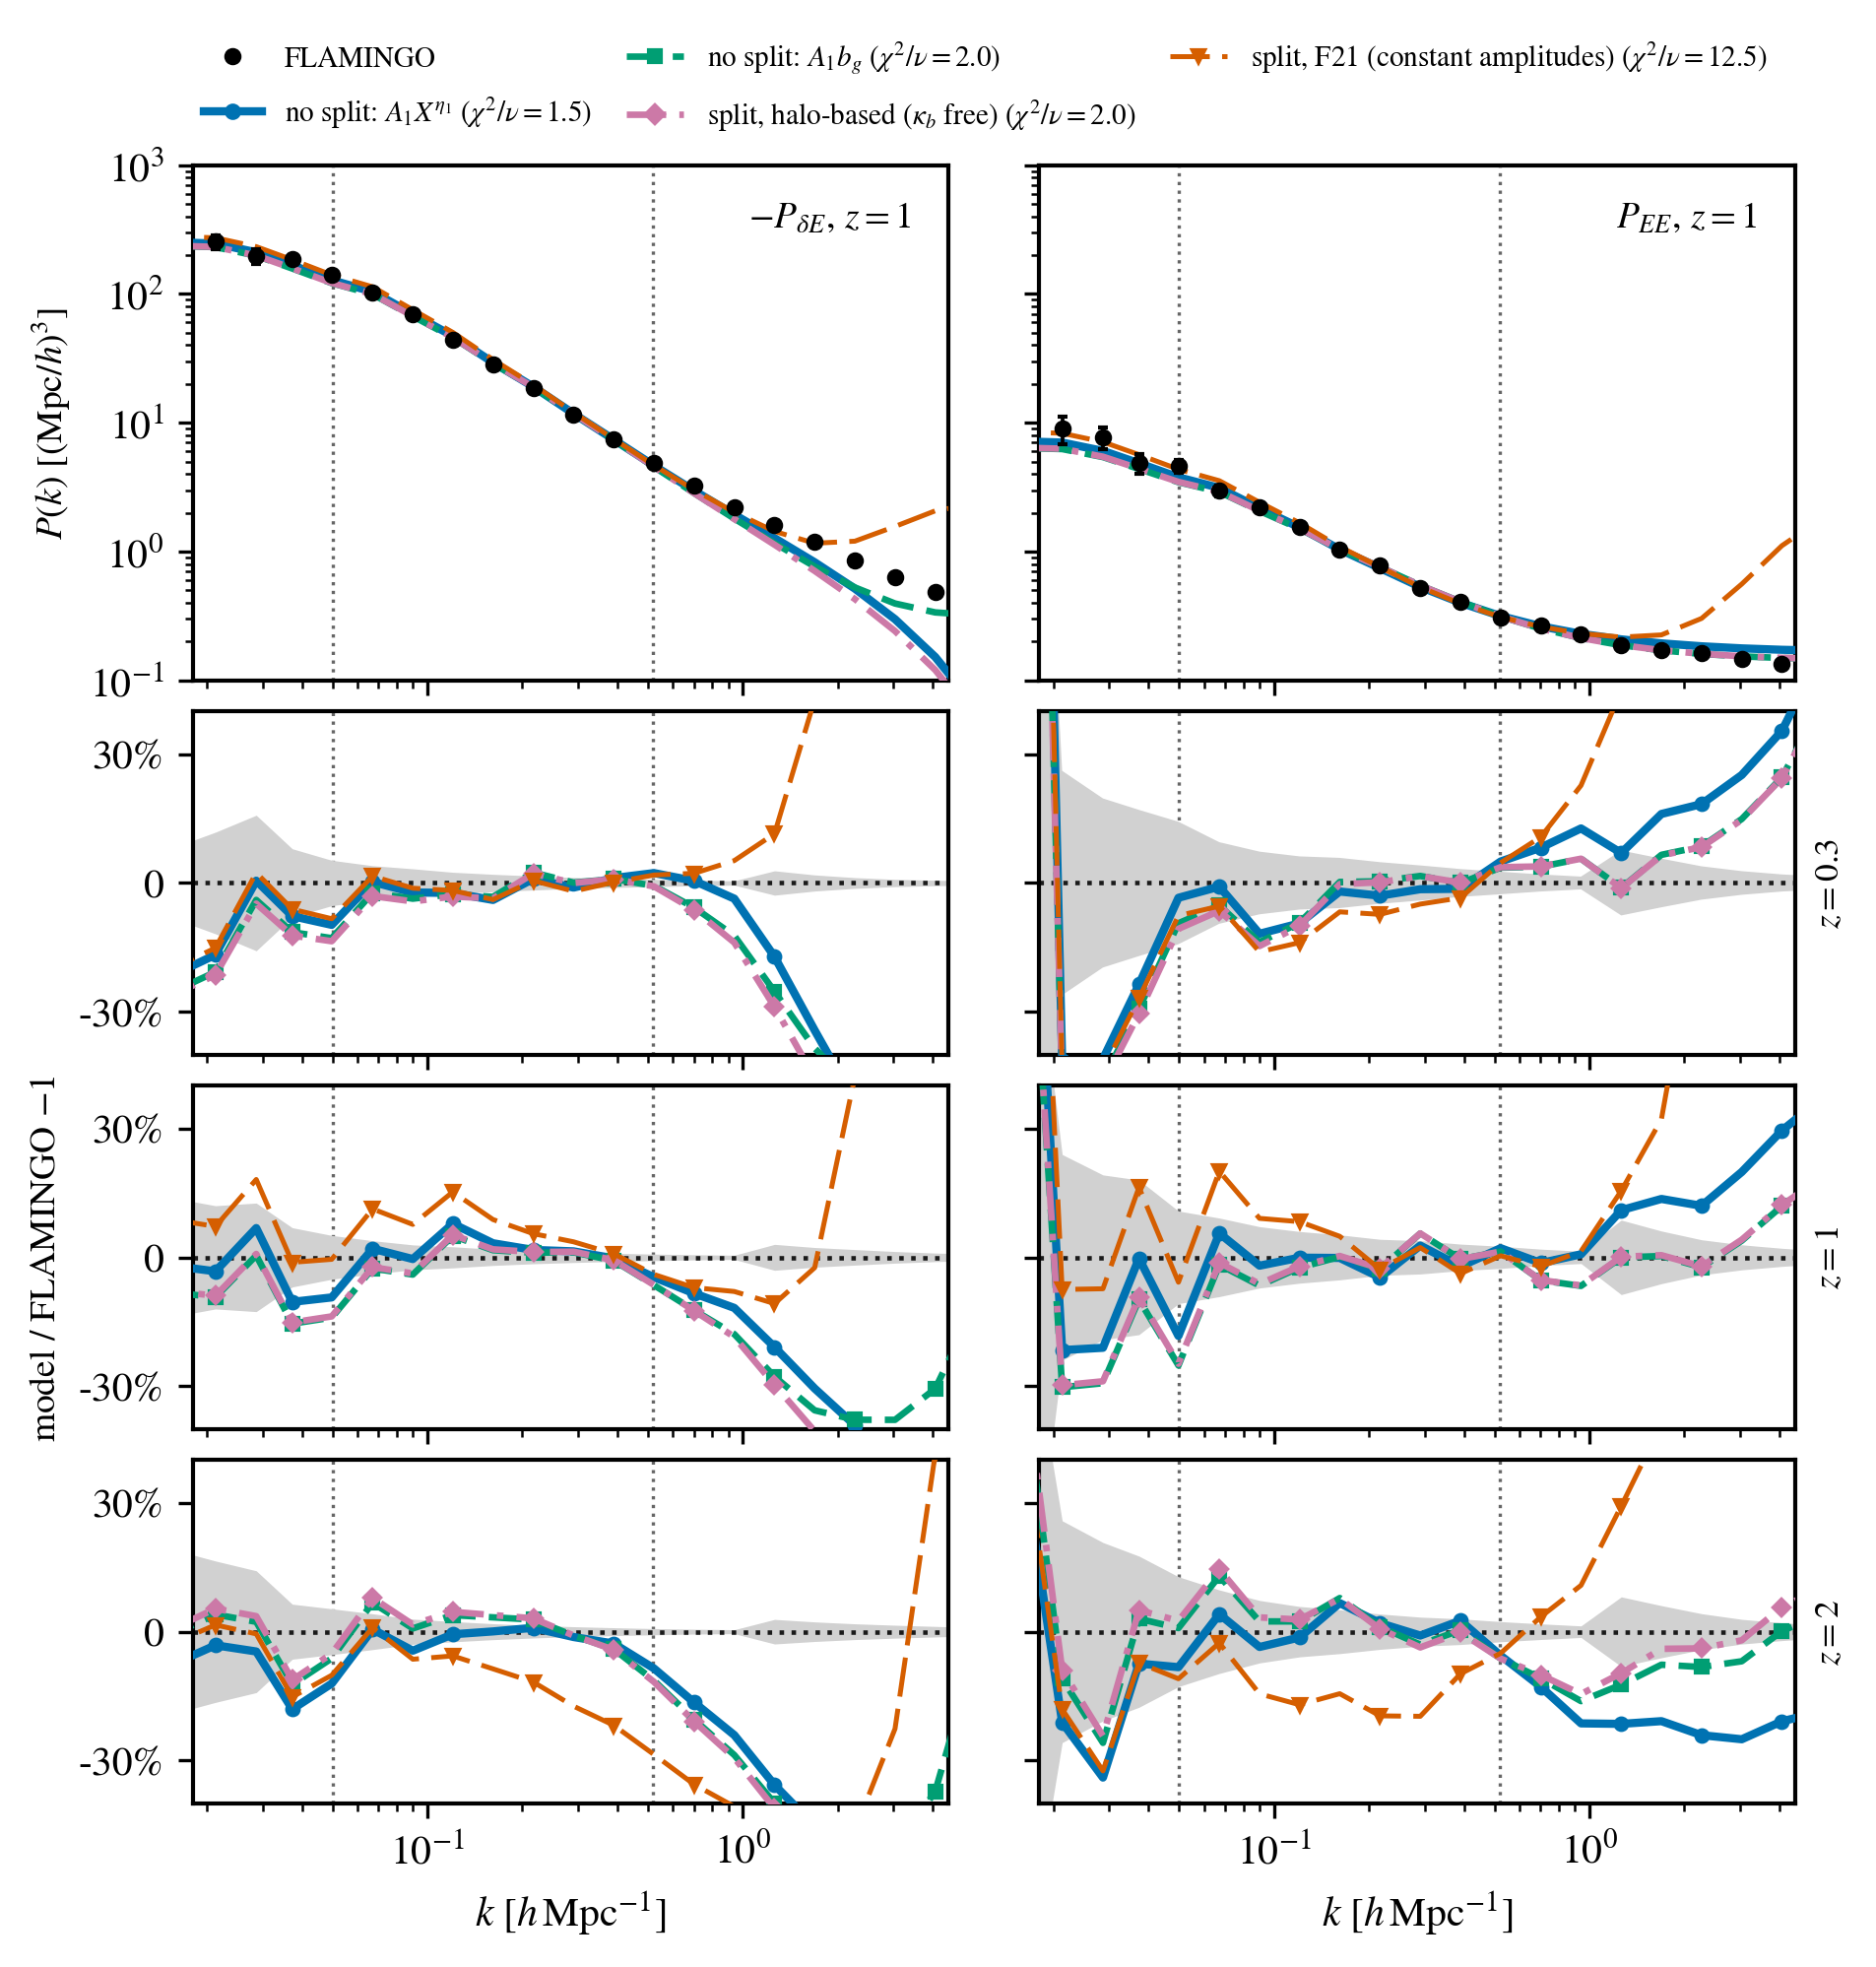 FLAMINGO
no split: A₁X^η₁ (χ²/ν = 1.5)
no split: A₁b_g (χ²/ν = 2.0)
split, halo-based (κ_b free) (χ²/ν = 2.0)
split, F21 (constant amplitudes) (χ²/ν = 12.5)
10³
10²
10¹
10⁰
10⁻¹
P(k) [(Mpc/h)³]
−P_δE, z = 1
P_EE, z = 1
30%
0
-30%
z = 0.3
30%
0
-30%
z = 1
30%
0
-30%
z = 2
model / FLAMINGO −1
10⁻¹
10⁰
10⁻¹
10⁰
k [h Mpc⁻¹]
k [h Mpc⁻¹]